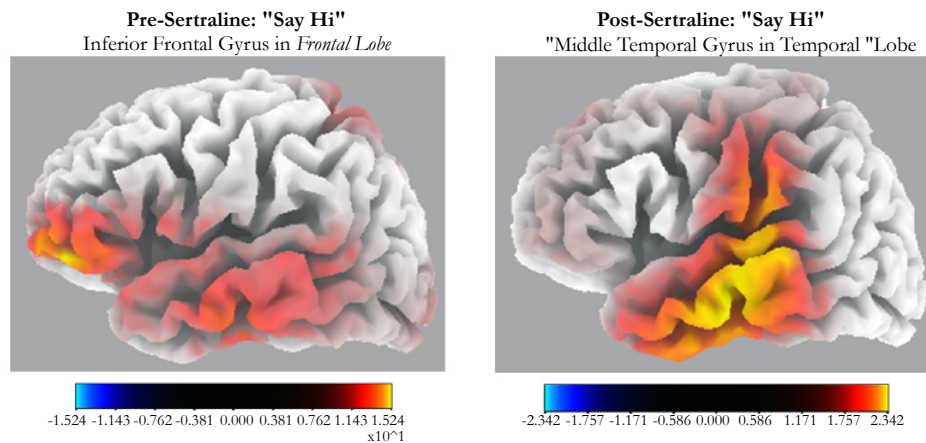 Pre-Sertraline: "Say Hi"
Inferior Frontal Gyrus in Frontal Lobe
Post-Sertraline: "Say Hi"
"Middle Temporal Gyrus in Temporal "Lobe
-1.524 -1.143 -0.762 -0.381 0.000 0.381 0.762 1.143 1.524
x10^1
-2.342 -1.757 -1.171 -0.586 0.000 0.586 1.171 1.757 2.342